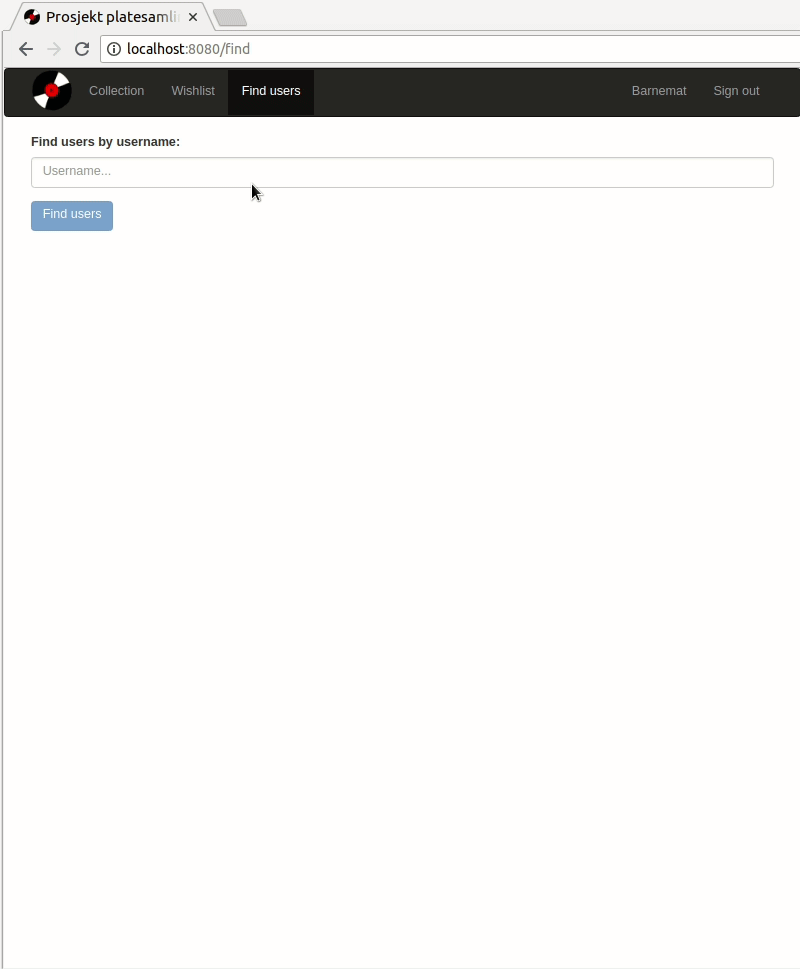 Prosjekt platesamli
localhost:8080/find
Collection Wishlist Find users Barnemat Sign out
Find users by username:
Username...
Find users